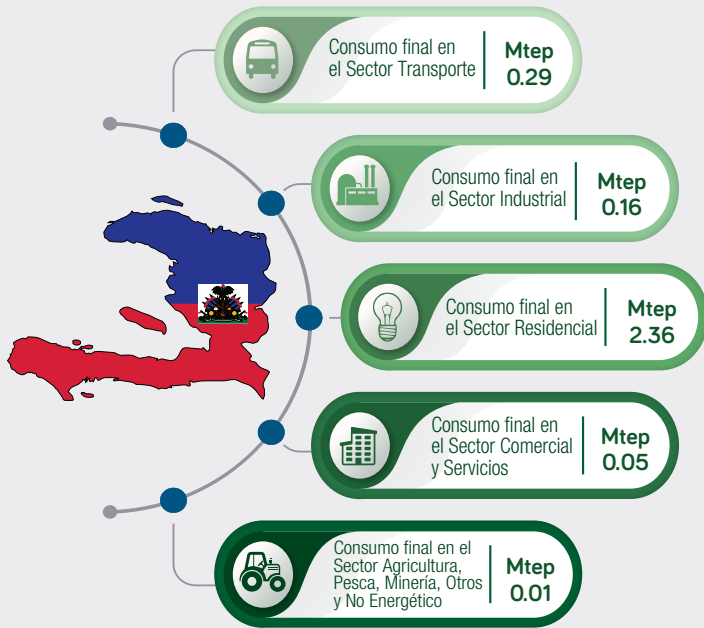 Consumo final en
el Sector Transporte
Mtep
0.29
Consumo final en
el Sector Industrial
Mtep
0.16
Consumo final en
el Sector Residencial
Mtep
2.36
Consumo final en
el Sector Comercial
y Servicios
Mtep
0.05
Consumo final en el
Sector Agricultura,
Pesca, Minería, Otros
y No Energético
Mtep
0.01